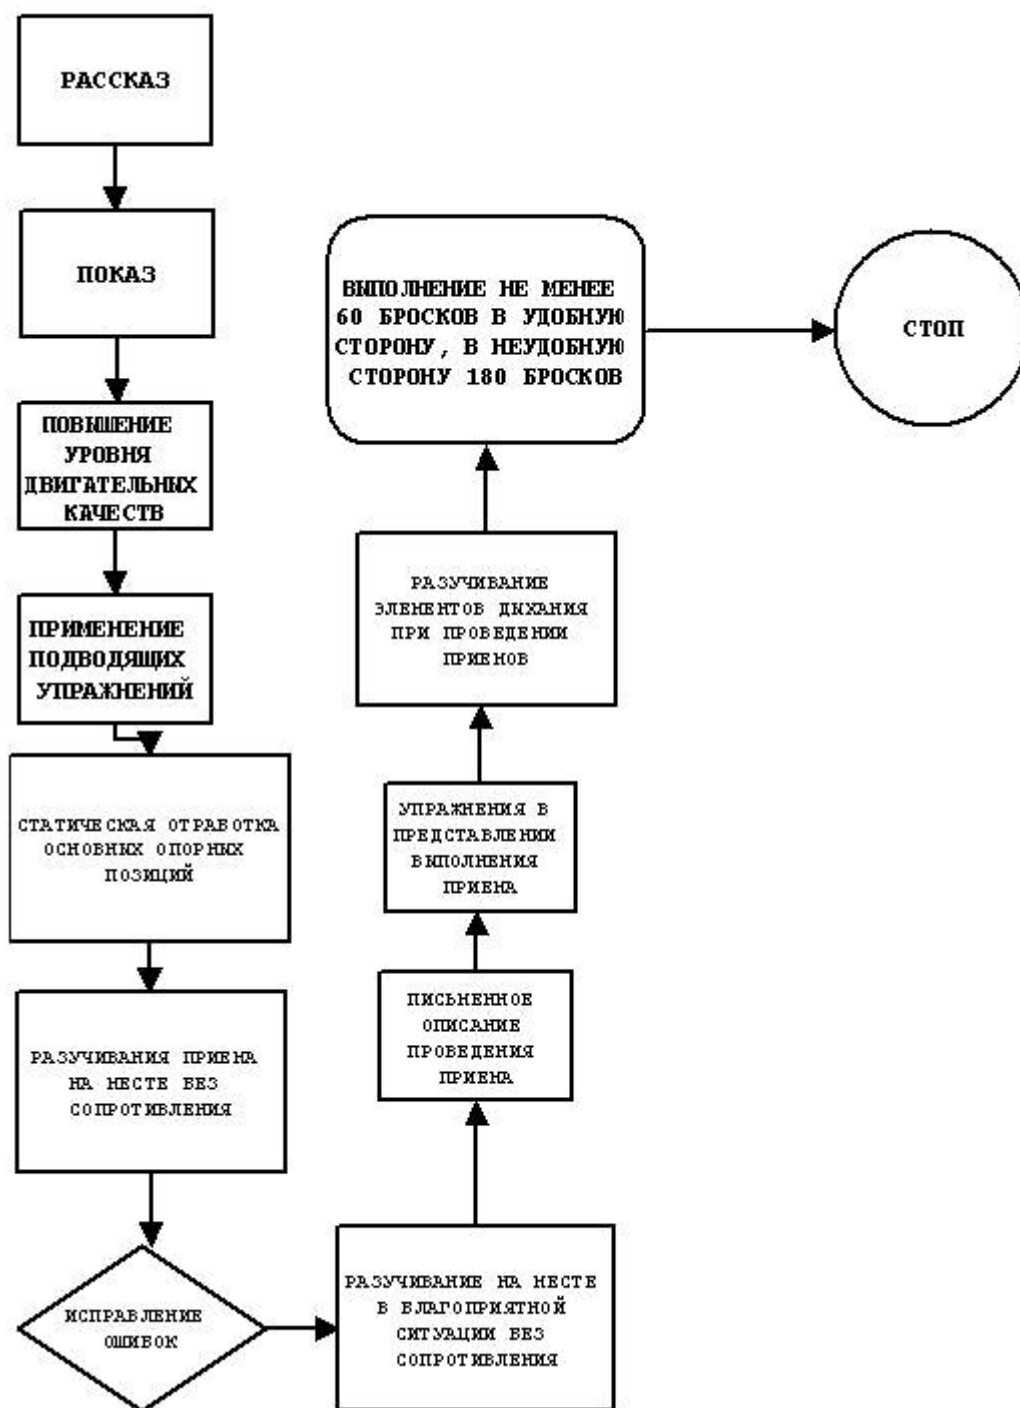 РАССКАЗ
ПОКАЗ
ПОВЫШЕНИЕ
УРОВНЯ
ДВИГАТЕЛЬНЫХ
КАЧЕСТВ
ПРИМЕНЕНИЕ
ПОДВОДЯЩИХ
УПРАЖНЕНИЙ
СТАТИЧЕСКАЯ ОТРАБОТКА
ОСНОВНЫХ ОПОРНЫХ
ПОЗИЦИЙ
РАЗУЧИВАНИЯ ПРИЕМА
НА МЕСТЕ БЕЗ
СОПРОТИВЛЕНИЯ
ИСПРАВЛЕНИЕ
ОШИБОК
РАЗУЧИВАНИЕ НА МЕСТЕ
В БЛАГОПРИЯТНОЙ
СИТУАЦИИ БЕЗ
СОПРОТИВЛЕНИЯ
ПИСЬМЕННОЕ
ОПИСАНИЕ
ПРОВЕДЕНИЯ
ПРИЕМА
УПРАЖНЕНИЯ В
ПРЕДСТАВЛЕНИИ
ВЫПОЛНЕНИЯ
ПРИЕМА
РАЗУЧИВАНИЕ
ЭЛЕМЕНТОВ ДЫХАНИЯ
ПРИ ПРОВЕДЕНИИ
ПРИЕМОВ
ВЫПОЛНЕНИЕ НЕ МЕНЕЕ
60 БРОСКОВ В УДОБНУЮ
СТОРОНУ, В НЕУДОБНУЮ
СТОРОНУ 180 БРОСКОВ
СТОП